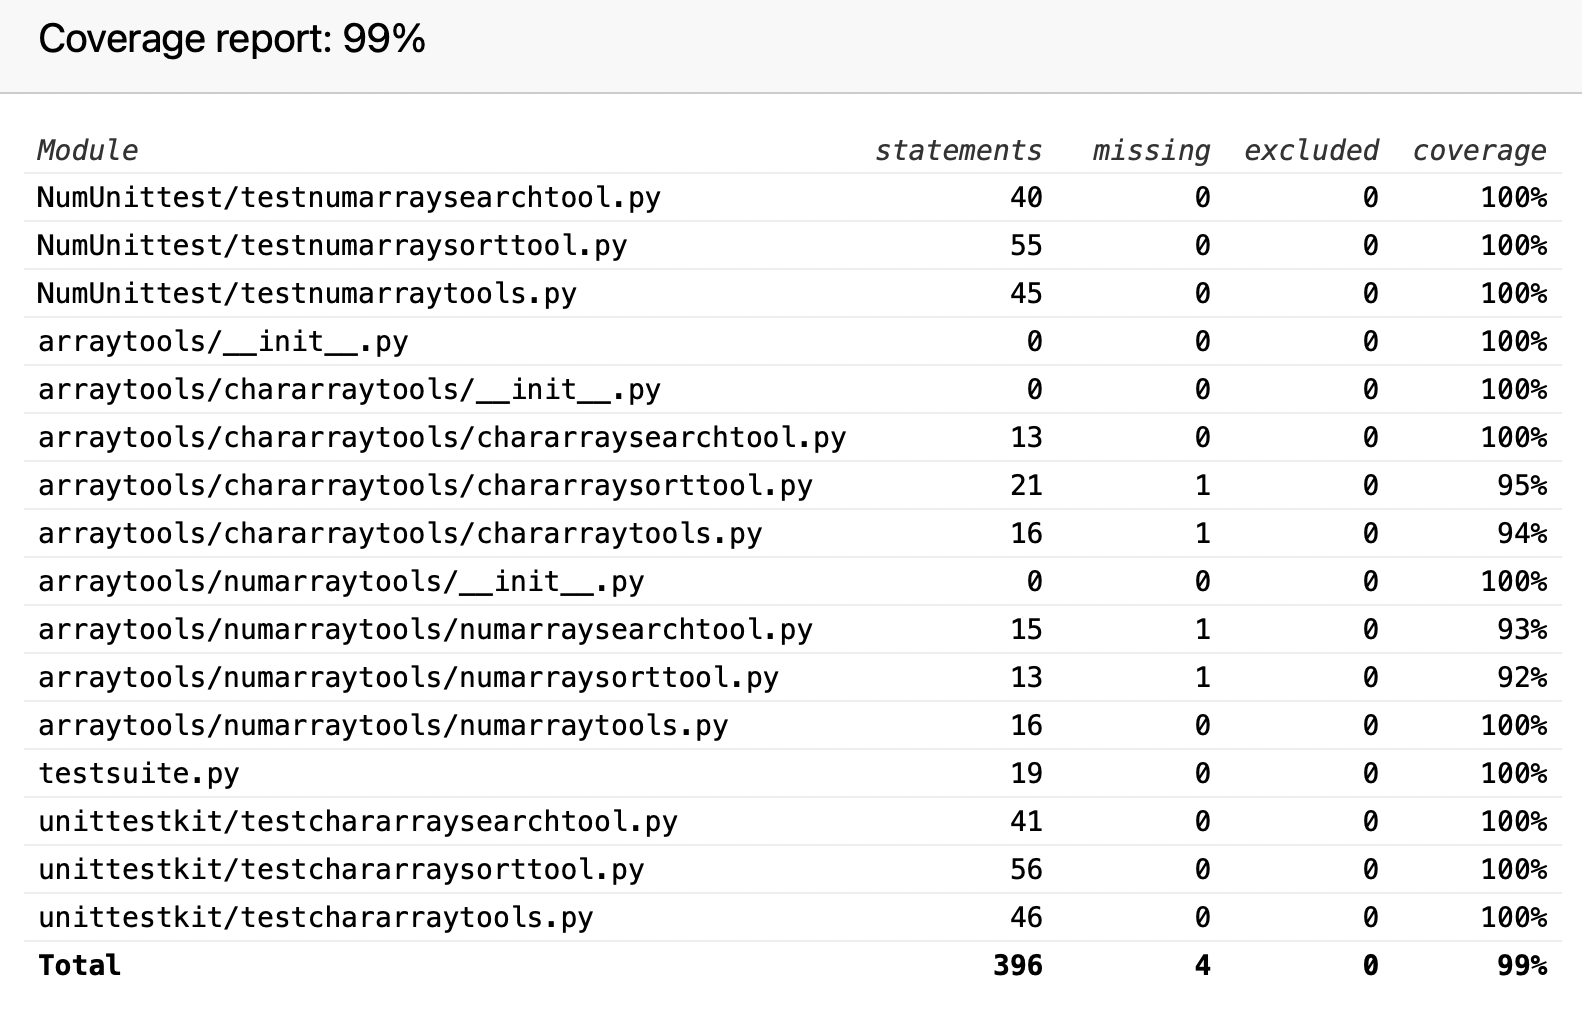 Coverage report: 99%
Module statements missing excluded coverage
NumUnittest/testnumarraysearchtool.py 40 0 0 100%
NumUnittest/testnumarraysorttool.py 55 0 0 100%
NumUnittest/testnumarraytools.py 45 0 0 100%
arraytools/__init__.py 0 0 0 100%
arraytools/chararraytools/__init__.py 0 0 0 100%
arraytools/chararraytools/chararraysearchtool.py 13 0 0 100%
arraytools/chararraytools/chararraysorttool.py 21 1 0 95%
arraytools/chararraytools/chararraytools.py 16 1 0 94%
arraytools/numarraytools/__init__.py 0 0 0 100%
arraytools/numarraytools/numarraysearchtool.py 15 1 0 93%
arraytools/numarraytools/numarraysorttool.py 13 1 0 92%
arraytools/numarraytools/numarraytools.py 16 0 0 100%
testsuite.py 19 0 0 100%
unittestkit/testchararraysearchtool.py 41 0 0 100%
unittestkit/testchararraysorttool.py 56 0 0 100%
unittestkit/testchararraytools.py 46 0 0 100%
Total 396 4 0 99%